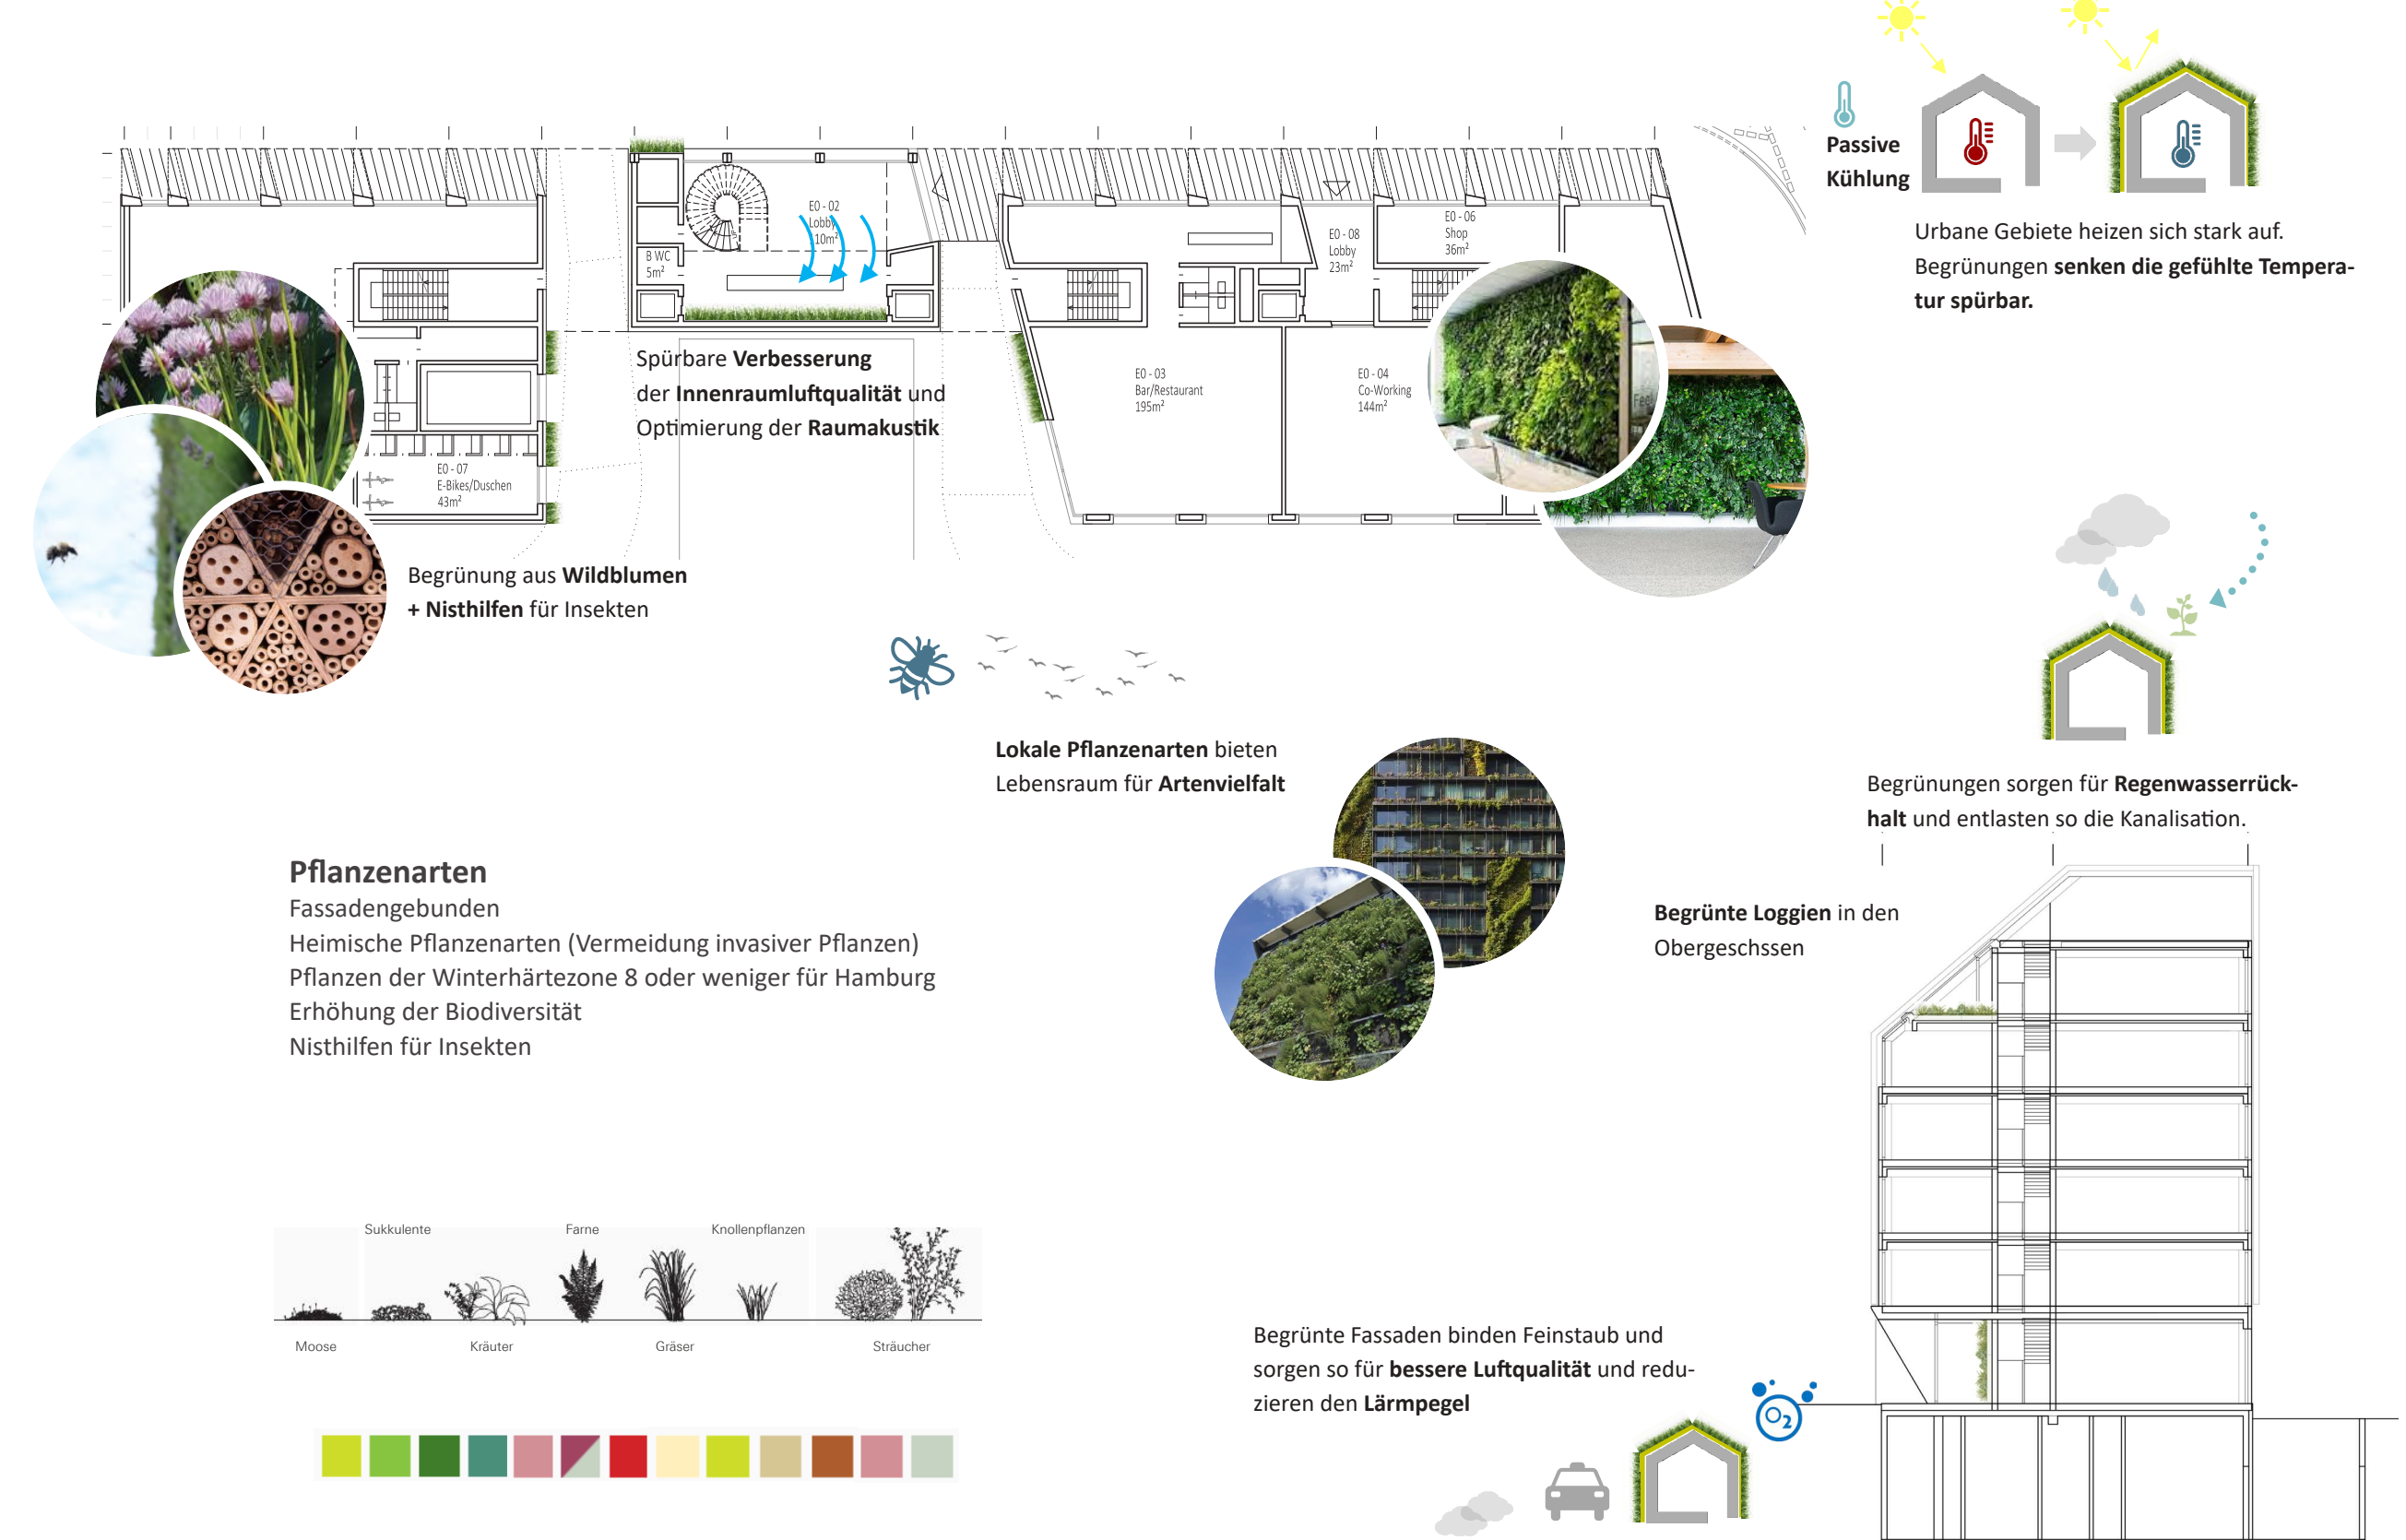 Passive
Kühlung
Urbane Gebiete heizen sich stark auf.
Begrünungen senken die gefühlte Tempera-
tur spürbar.
E0 - 02
Lobby
10m²
B WC
5m²
E0 - 08
Lobby
23m²
E0 - 06
Shop
36m²
Spürbare Verbesserung
der Innenraumluftqualität und
Optimierung der Raumakustik
E0 - 03
Bar/Restaurant
195m²
E0 - 04
Co-Working
144m²
Feel
E0 - 07
E-Bikes/Duschen
43m²
Begrünung aus Wildblumen
+ Nisthilfen für Insekten
Lokale Pflanzenarten bieten
Lebensraum für Artenvielfalt
Begrünungen sorgen für Regenwasserrück-
halt und entlasten so die Kanalisation.
Pflanzenarten
Fassadengebunden
Heimische Pflanzenarten (Vermeidung invasiver Pflanzen)
Pflanzen der Winterhärtezone 8 oder weniger für Hamburg
Erhöhung der Biodiversität
Nisthilfen für Insekten
Begrünte Loggien in den
Obergeschssen
Sukkulente
Farne
Knollenpflanzen
Moose
Kräuter
Gräser
Sträucher
Begrünte Fassaden binden Feinstaub und
sorgen so für bessere Luftqualität und redu-
zieren den Lärmpegel
O2